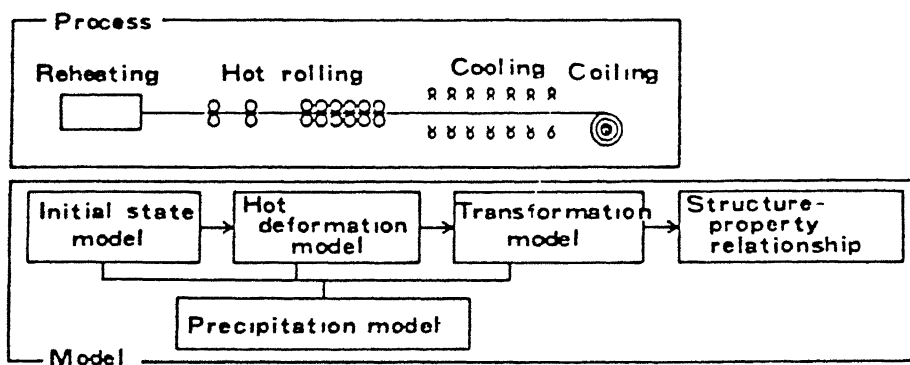 Process
Reheating
Hot rolling
Cooling
Coiling
Initial state
model
Hot
deformation
model
Transformation
model
Structure-
property
relationship
Precipitation model
Model